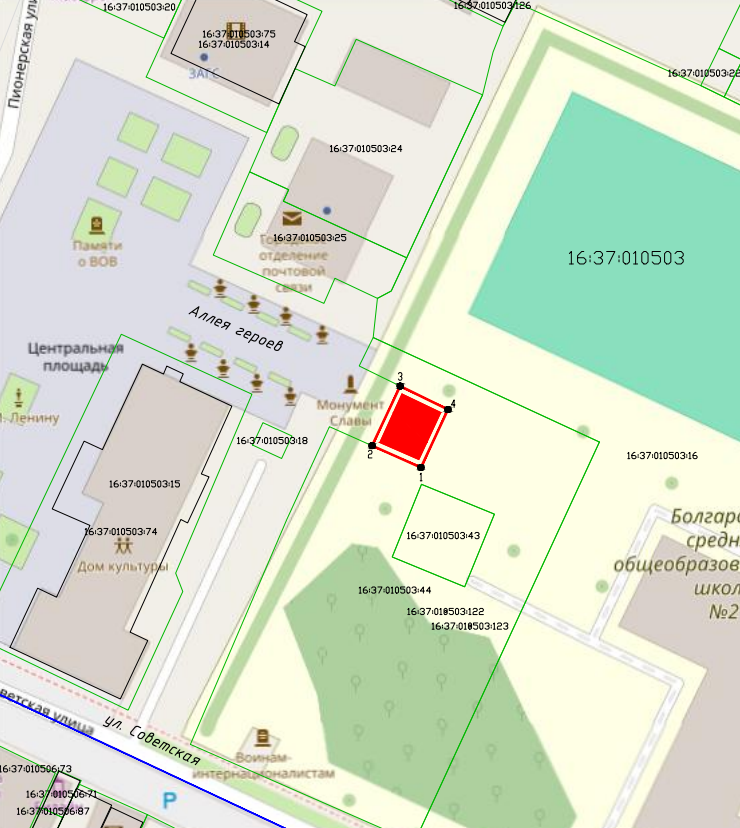 16:37:010503:20
16:37:010503:126
Пионерская ули
16:37:010503:75
16:37:010503:14
ЗАГС
16:37:010503:22
16:37:010503:24
Памяти
о ВОВ
16:37:010503:25
Городское
отделение
почтовой
связи
16:37:010503
Аллея героев
Центральная
площадь
3
4
Ленину
Монумент
Славы
16:37:010503:18
2
1
16:37:010503:16
16:37:010503:15
16:37:010503:74
Дом культуры
16:37:010503:43
Болгарс
средн
общеобразов
школ
№2
16:37:010503:44
16:37:010503:122
16:37:010503:123
ветская улица
ул. Советская
Воинам-
интернационалистам
16:37:010506:73
16:37:010506:71
16:37:010506:87
P